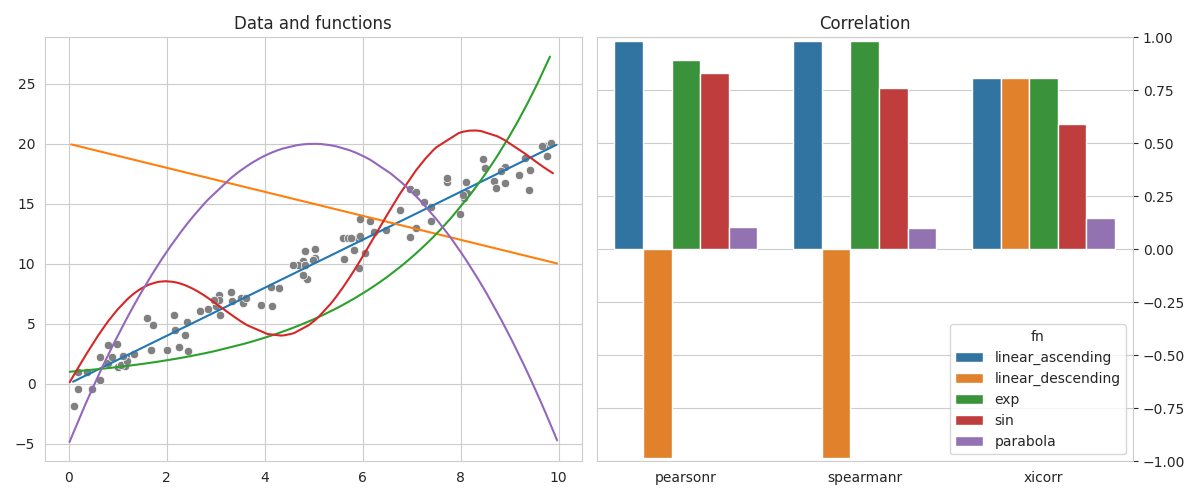 Data and functions
25
20
15
10
5
0
−5
0 2 4 6 8 10
Correlation
1.00
0.75
0.50
0.25
0.00
−0.25
−0.50
−0.75
−1.00
fn
linear_ascending
linear_descending
exp
sin
parabola
pearsonr spearmanr xicorr